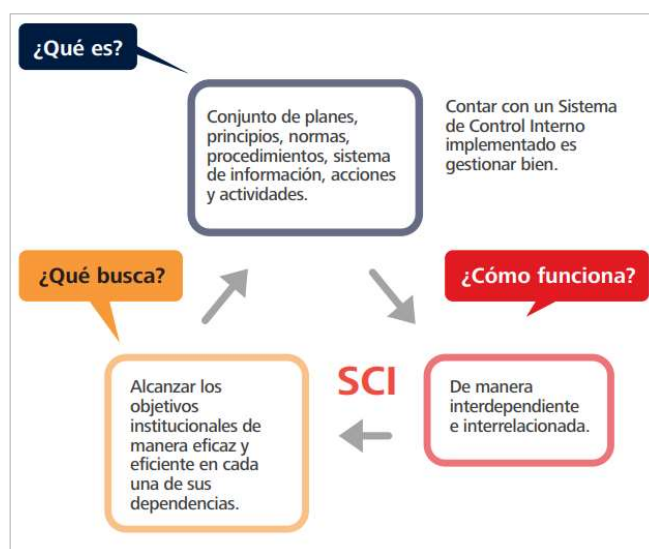 ¿Qué es?
Conjunto de planes,
principios, normas,
procedimientos, sistema
de información, acciones
y actividades.
Contar con un Sistema
de Control Interno
implementado es
gestionar bien.
¿Qué busca?
¿Cómo funciona?
Alcanzar los
objetivos
institucionales de
manera eficaz y
eficiente en cada
una de sus
dependencias.
SCI
De manera
interdependiente
e interrelacionada.